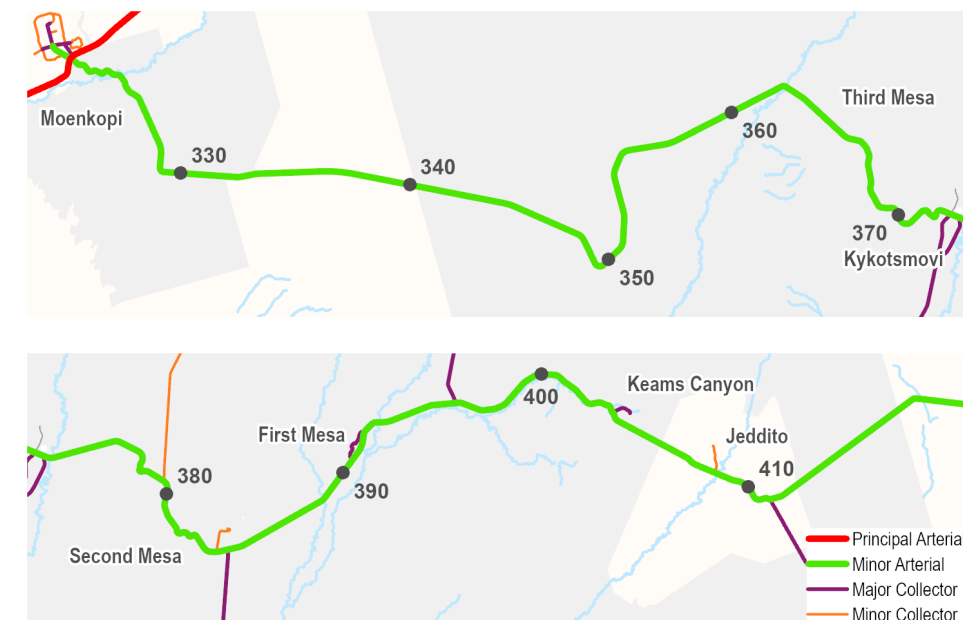 Moenkopi
330
340
350
360
Third Mesa
370
Kykotsmovi
380
Second Mesa
First Mesa
390
400
Keams Canyon
Jeddito
410
Principal Arteria
Minor Arterial
Major Collector
Minor Collector